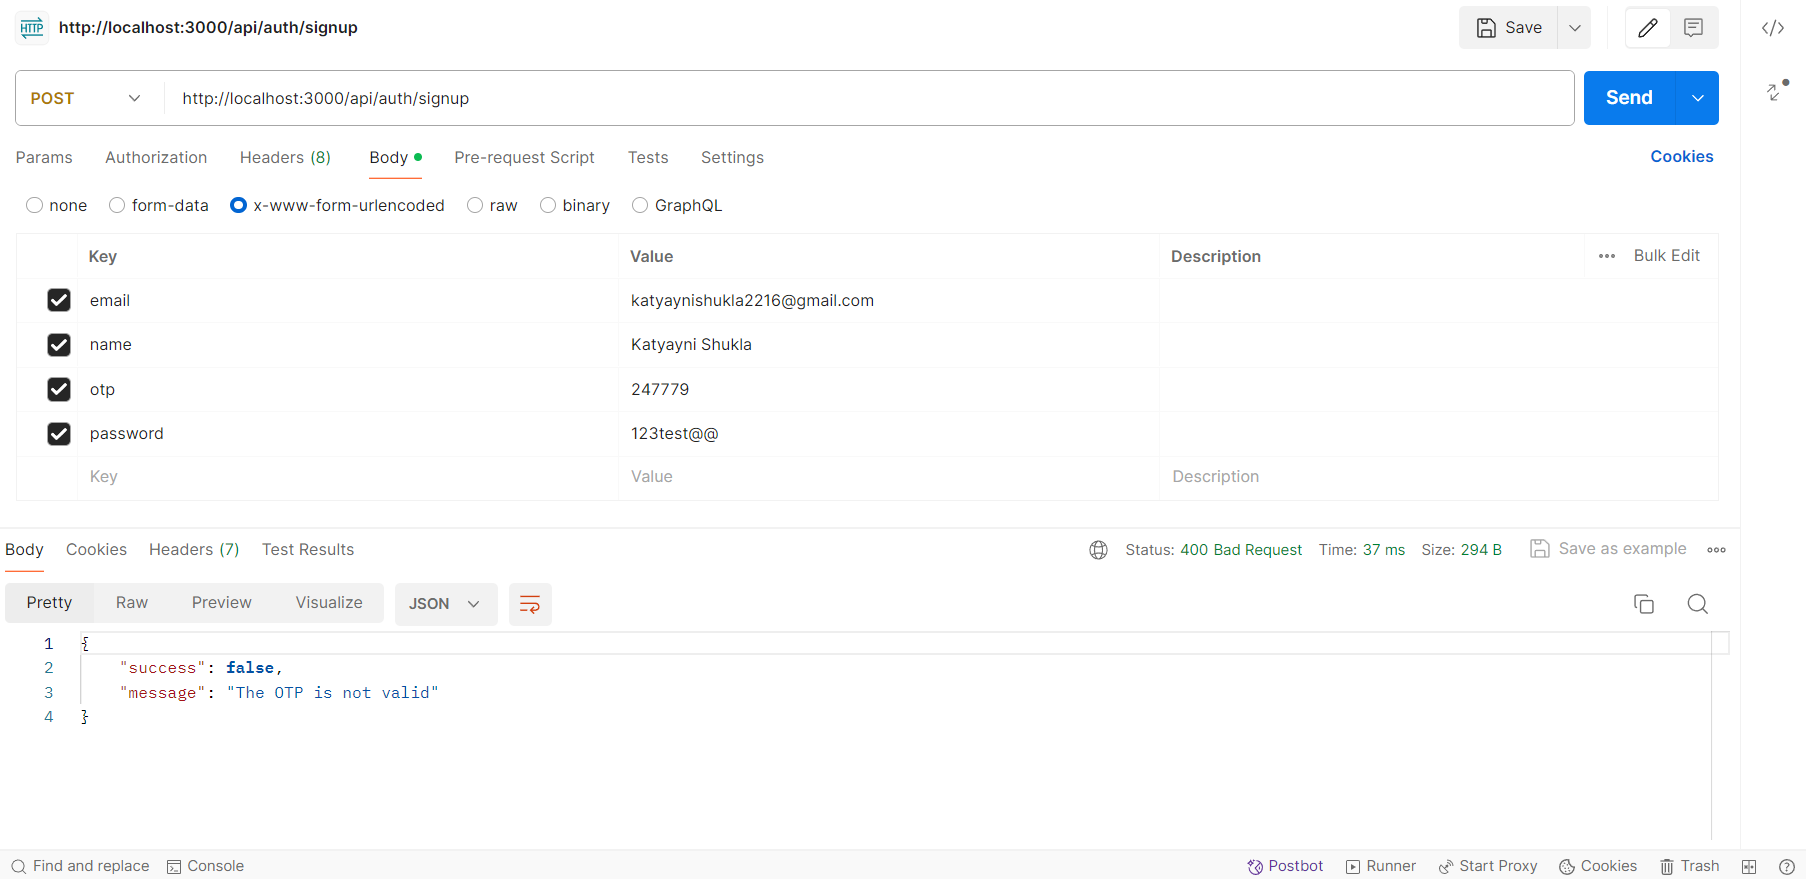 HTTP http://localhost:3000/api/auth/signup Save
POST http://localhost:3000/api/auth/signup Send
Params Authorization Headers (8) Body Pre-request Script Tests Settings Cookies
none form-data x-www-form-urlencoded raw binary GraphQL
Key Value Description Bulk Edit
email katyaynishukla2216@gmail.com
name Katyayni Shukla
otp 247779
password 123test@@
Key Value Description
Body Cookies Headers (7) Test Results Status: 400 Bad Request Time: 37 ms Size: 294 B Save as example
Pretty Raw Preview Visualize JSON
1 {
2 "success": false,
3 "message": "The OTP is not valid"
4 }
Find and replace Console Postbot Runner Start Proxy Cookies Trash